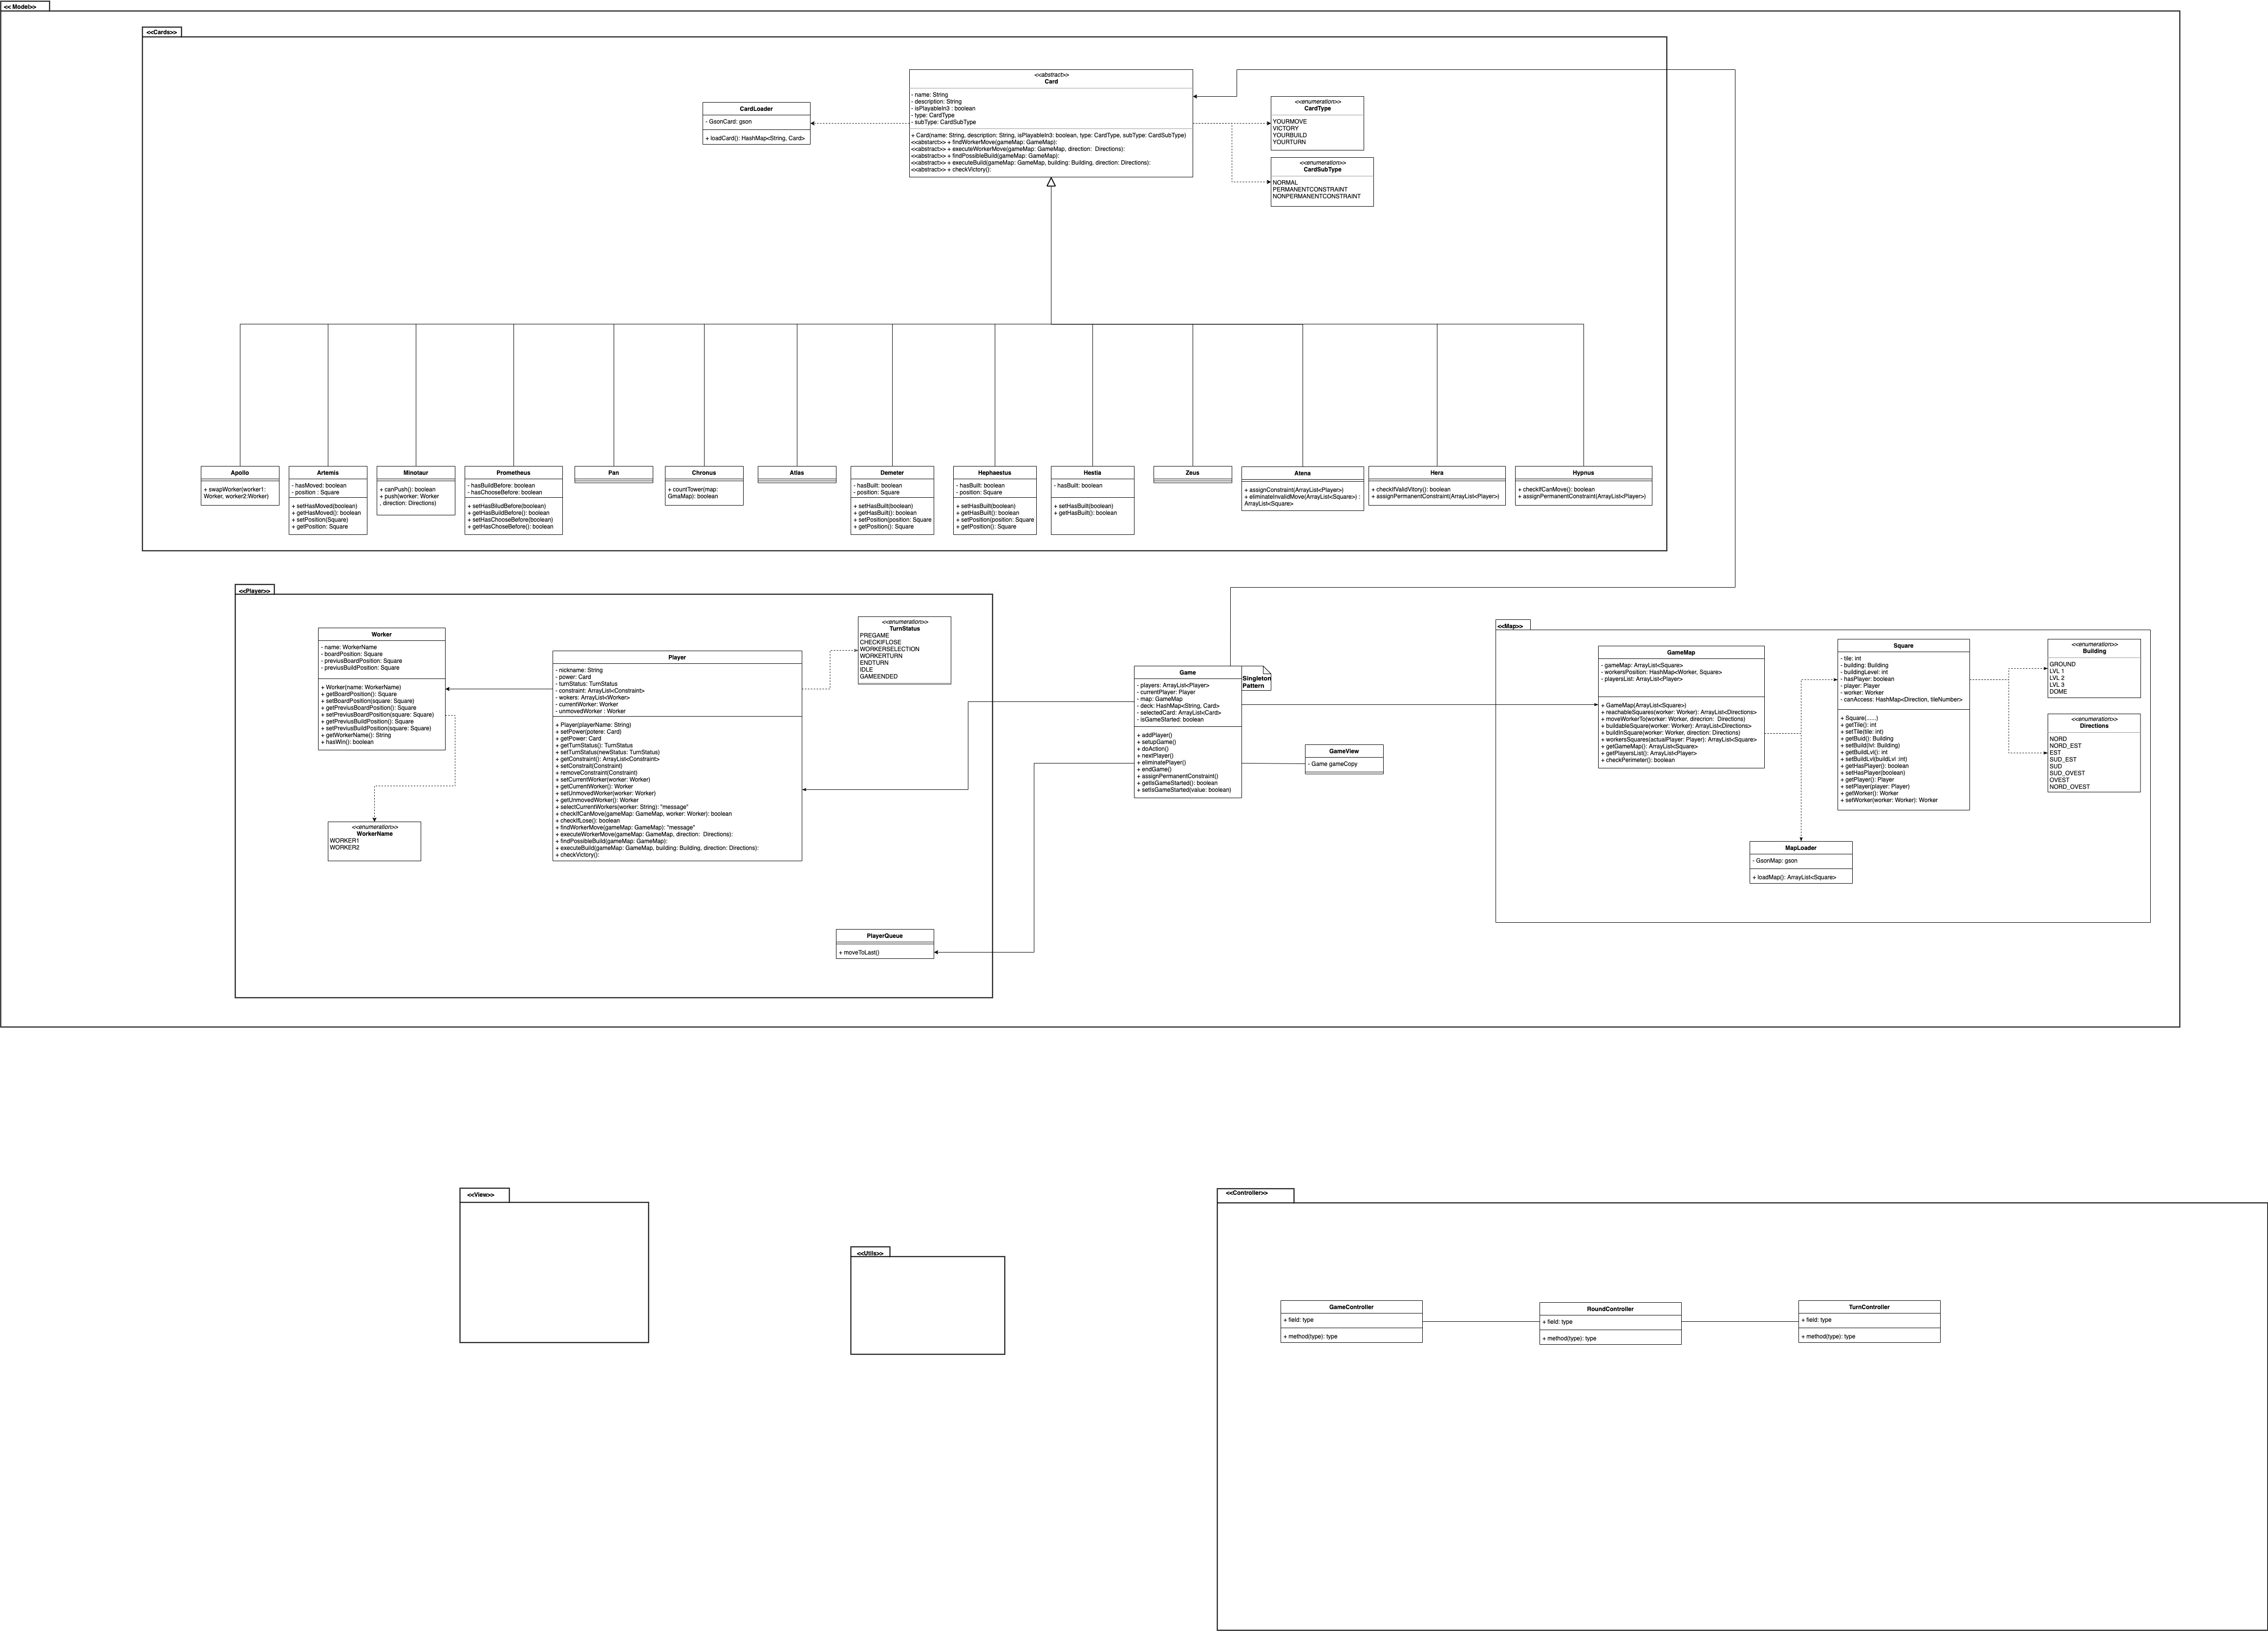 << Model>>
<<Cards>>
<<abstract>>
Card
- name: String
- description: String
- isPlayableIn3 : boolean
- type: CardType
- subType: CardSubType
+ Card(name: String, description: String, isPlayableIn3: boolean, type: CardType, subType: CardSubType)
<<abstarct>> + findWorkerMove(gameMap: GameMap):
<<abstract>> + executeWorkerMove(gameMap: GameMap, direction:  Directions):
<<abstract>> + findPossibleBuild(gameMap: GameMap):
<<abstract>> + executeBuild(gameMap: GameMap, building: Building, direction: Directions):
<<abstract>> + checkVictory():
CardLoader
- GsonCard: gson
+ loadCard(): HashMap<String, Card>
<<enumeration>>
CardType
YOURMOVE
VICTORY
YOURBUILD
YOURTURN
<<enumeration>>
CardSubType
NORMAL
PERMANENTCONSTRAINT
NONPERMANENTCONSTRAINT
Apollo
+ swapWorker(worker1:
Worker, worker2:Worker)
Artemis
- hasMoved: boolean
- position : Square
+ setHasMoved(boolean)
+ getHasMoved(): boolean
+ setPosition(Square)
+ getPosition: Square
Minotaur
+ canPush(): boolean
+ push(worker: Worker
, direction: Directions)
Prometheus
- hasBuildBefore: boolean
- hasChooseBefore: boolean
+ setHasBiludBefore(boolean)
+ getHasBuildBefore(): boolean
+ setHasChooseBefore(boolean)
+ getHasChoseBefore(): boolean
Pan
Chronus
+ countTower(map:
GmaMap): boolean
Atlas
Demeter
- hasBuilt: boolean
- position: Square
+ setHasBuilt(boolean)
+ getHasBuilt(): boolean
+ setPosition(position: Square
+ getPosition(): Square
Hephaestus
- hasBuilt: boolean
- position: Square
+ setHasBuilt(boolean)
+ getHasBuilt(): boolean
+ setPosition(position: Square
+ getPosition(): Square
Hestia
- hasBuilt: boolean
+ setHasBuilt(boolean)
+ getHasBuilt(): boolean
Zeus
Atena
+ assignConstraint(ArrayList<Player>)
+ eliminateInvalidMove(ArrayList<Square>) :
ArrayList<Square>
Hera
+ checkIfValidVitory(): boolean
+ assignPermanentConstraint(ArrayList<Player>)
Hypnus
+ checkIfCanMove(): boolean
+ assignPermanentConstraint(ArrayList<Player>)
<<Player>>
Worker
- name: WorkerName
- boardPosition: Square
- previusBoardPosition: Square
- previusBuildPosition: Square
+ Worker(name: WorkerName)
+ getBoardPosition(): Square
+ setBoardPosition(square: Square)
+ getPreviusBoardPosition(): Square
+ setPreviusBoardPosition(square: Square)
+ getPreviusBuildPosition(): Square
+ setPreviusBuildPosition(square: Square)
+ getWorkerName(): String
+ hasWin(): boolean
<<enumeration>>
WorkerName
WORKER1
WORKER2
Player
- nickname: String
- power: Card
- turnStatus: TurnStatus
- constraint: ArrayList<Constraint>
- wokers: ArrayList<Worker>
- currentWorker: Worker
- unmovedWorker : Worker
+ Player(playerName: String)
+ setPower(potere: Card)
+ getPower: Card
+ getTurnStatus(): TurnStatus
+ setTurnStatus(newStatus: TurnStatus)
+ getConstraint(): ArrayList<Constraint>
+ setConstrait(Constraint)
+ removeConstraint(Constraint)
+ setCurrentWorker(worker: Worker)
+ getCurrentWorker(): Worker
+ setUnmovedWorker(worker: Worker)
+ getUnmovedWorker(): Worker
+ selectCurrentWorkers(worker: String): "message"
+ checkIfCanMove(gameMap: GameMap, worker: Worker): boolean
+ checkIfLose(): boolean
+ findWorkerMove(gameMap: GameMap): "message"
+ executeWorkerMove(gameMap: GameMap, direction:  Directions):
+ findPossibleBuild(gameMap: GameMap):
+ executeBuild(gameMap: GameMap, building: Building, direction: Directions):
+ checkVictory():
<<enumeration>>
TurnStatus
PREGAME
CHECKIFLOSE
WORKERSELECTION
WORKERTURN
ENDTURN
IDLE
GAMEENDED
PlayerQueue
+ moveToLast()
Game
- players: ArrayList<Player>
- currentPlayer: Player
- map: GameMap
- deck: HashMap<String, Card>
- selectedCard: ArrayList<Card>
- isGameStarted: boolean
+ addPlayer()
+ setupGame()
+ doAction()
+ nextPlayer()
+ eliminatePlayer()
+ endGame()
+ assignPermanentConstraint()
+ getIsGameStarted(): boolean
+ setIsGameStarted(value: boolean)
Singleton
Pattern
GameView
- Game gameCopy
<<Map>>
GameMap
- gameMap: ArrayList<Square>
- workersPosition: HashMap<Worker, Square>
- playersList: ArrayList<Player>
+ GameMap(ArrayList<Square>)
+ reachableSquares(worker: Worker): ArrayList<Directions>
+ moveWorkerTo(worker: Worker, direcrion:  Directions)
+ buildableSquare(worker: Worker): ArrayList<Directions>
+ buildInSquare(worker: Worker, direction: Directions)
+ workersSquares(actualPlayer: Player): ArrayList<Square>
+ getGameMap(): ArrayList<Square>
+ getPlayersList(): ArrayList<Player>
+ checkPerimeter(): boolean
Square
- tile: int
- building: Building
- buildingLevel: int
- hasPlayer: boolean
- player: Player
- worker: Worker
- canAccess: HashMap<Direction, tileNumber>
+ Square(......)
+ getTile(): int
+ setTile(tile: int)
+ getBuid(): Building
+ setBuild(lvl: Building)
+ getBuildLvl(): int
+ setBuildLvl(buildLvl :int)
+ getHasPlayer(): boolean
+ setHasPlayer(boolean)
+ getPlayer(): Player
+ setPlayer(player: Player)
+ getWorker(): Worker
+ setWorker(worker: Worker): Worker
<<enumeration>>
Building
GROUND
LVL 1
LVL 2
LVL 3
DOME
<<enumeration>>
Directions
NORD
NORD_EST
EST
SUD_EST
SUD
SUD_OVEST
OVEST
NORD_OVEST
MapLoader
- GsonMap: gson
+ loadMap(): ArrayList<Square>
<<View>>
<<Utils>>
<<Controller>>
GameController
+ field: type
+ method(type): type
RoundController
+ field: type
+ method(type): type
TurnController
+ field: type
+ method(type): type